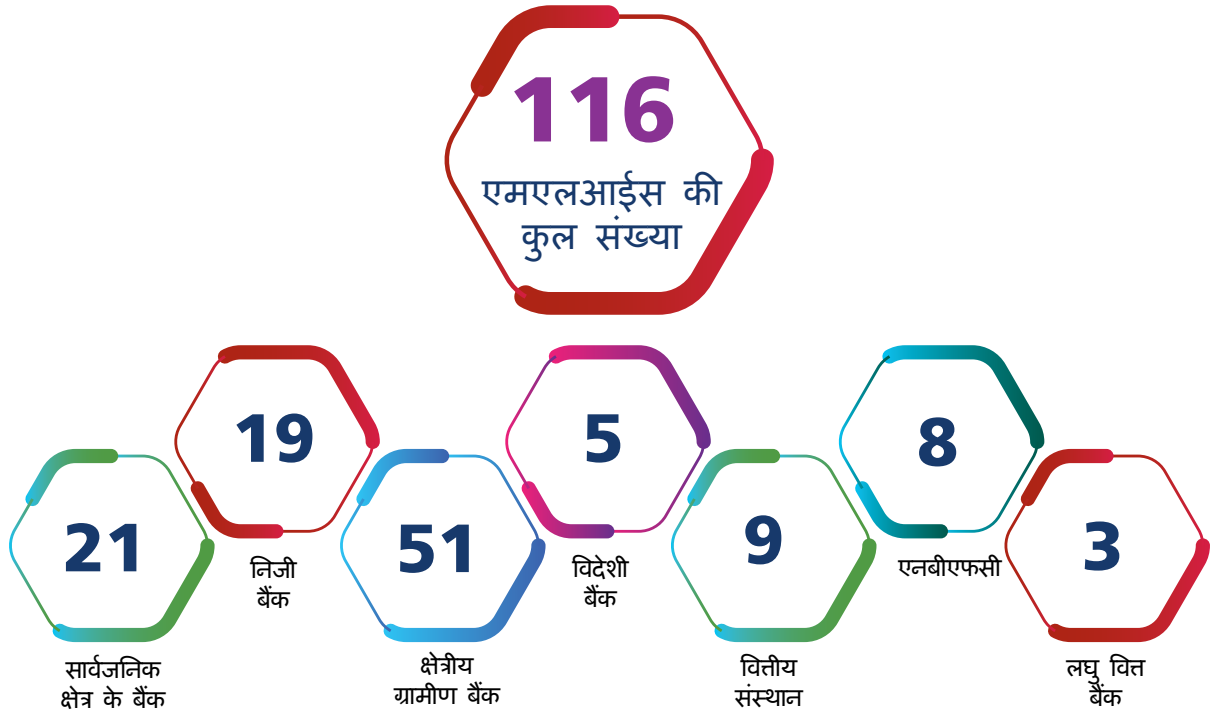 116
एमएलआईस की
कुल संख्या
21
सार्वजनिक
क्षेत्र के बैंक
19
निजी
बैंक
51
क्षेत्रीय
ग्रामीण बैंक
5
विदेशी
बैंक
9
वित्तीय
संस्थान
8
एनबीएफसी
3
लघु वित्त
बैंक